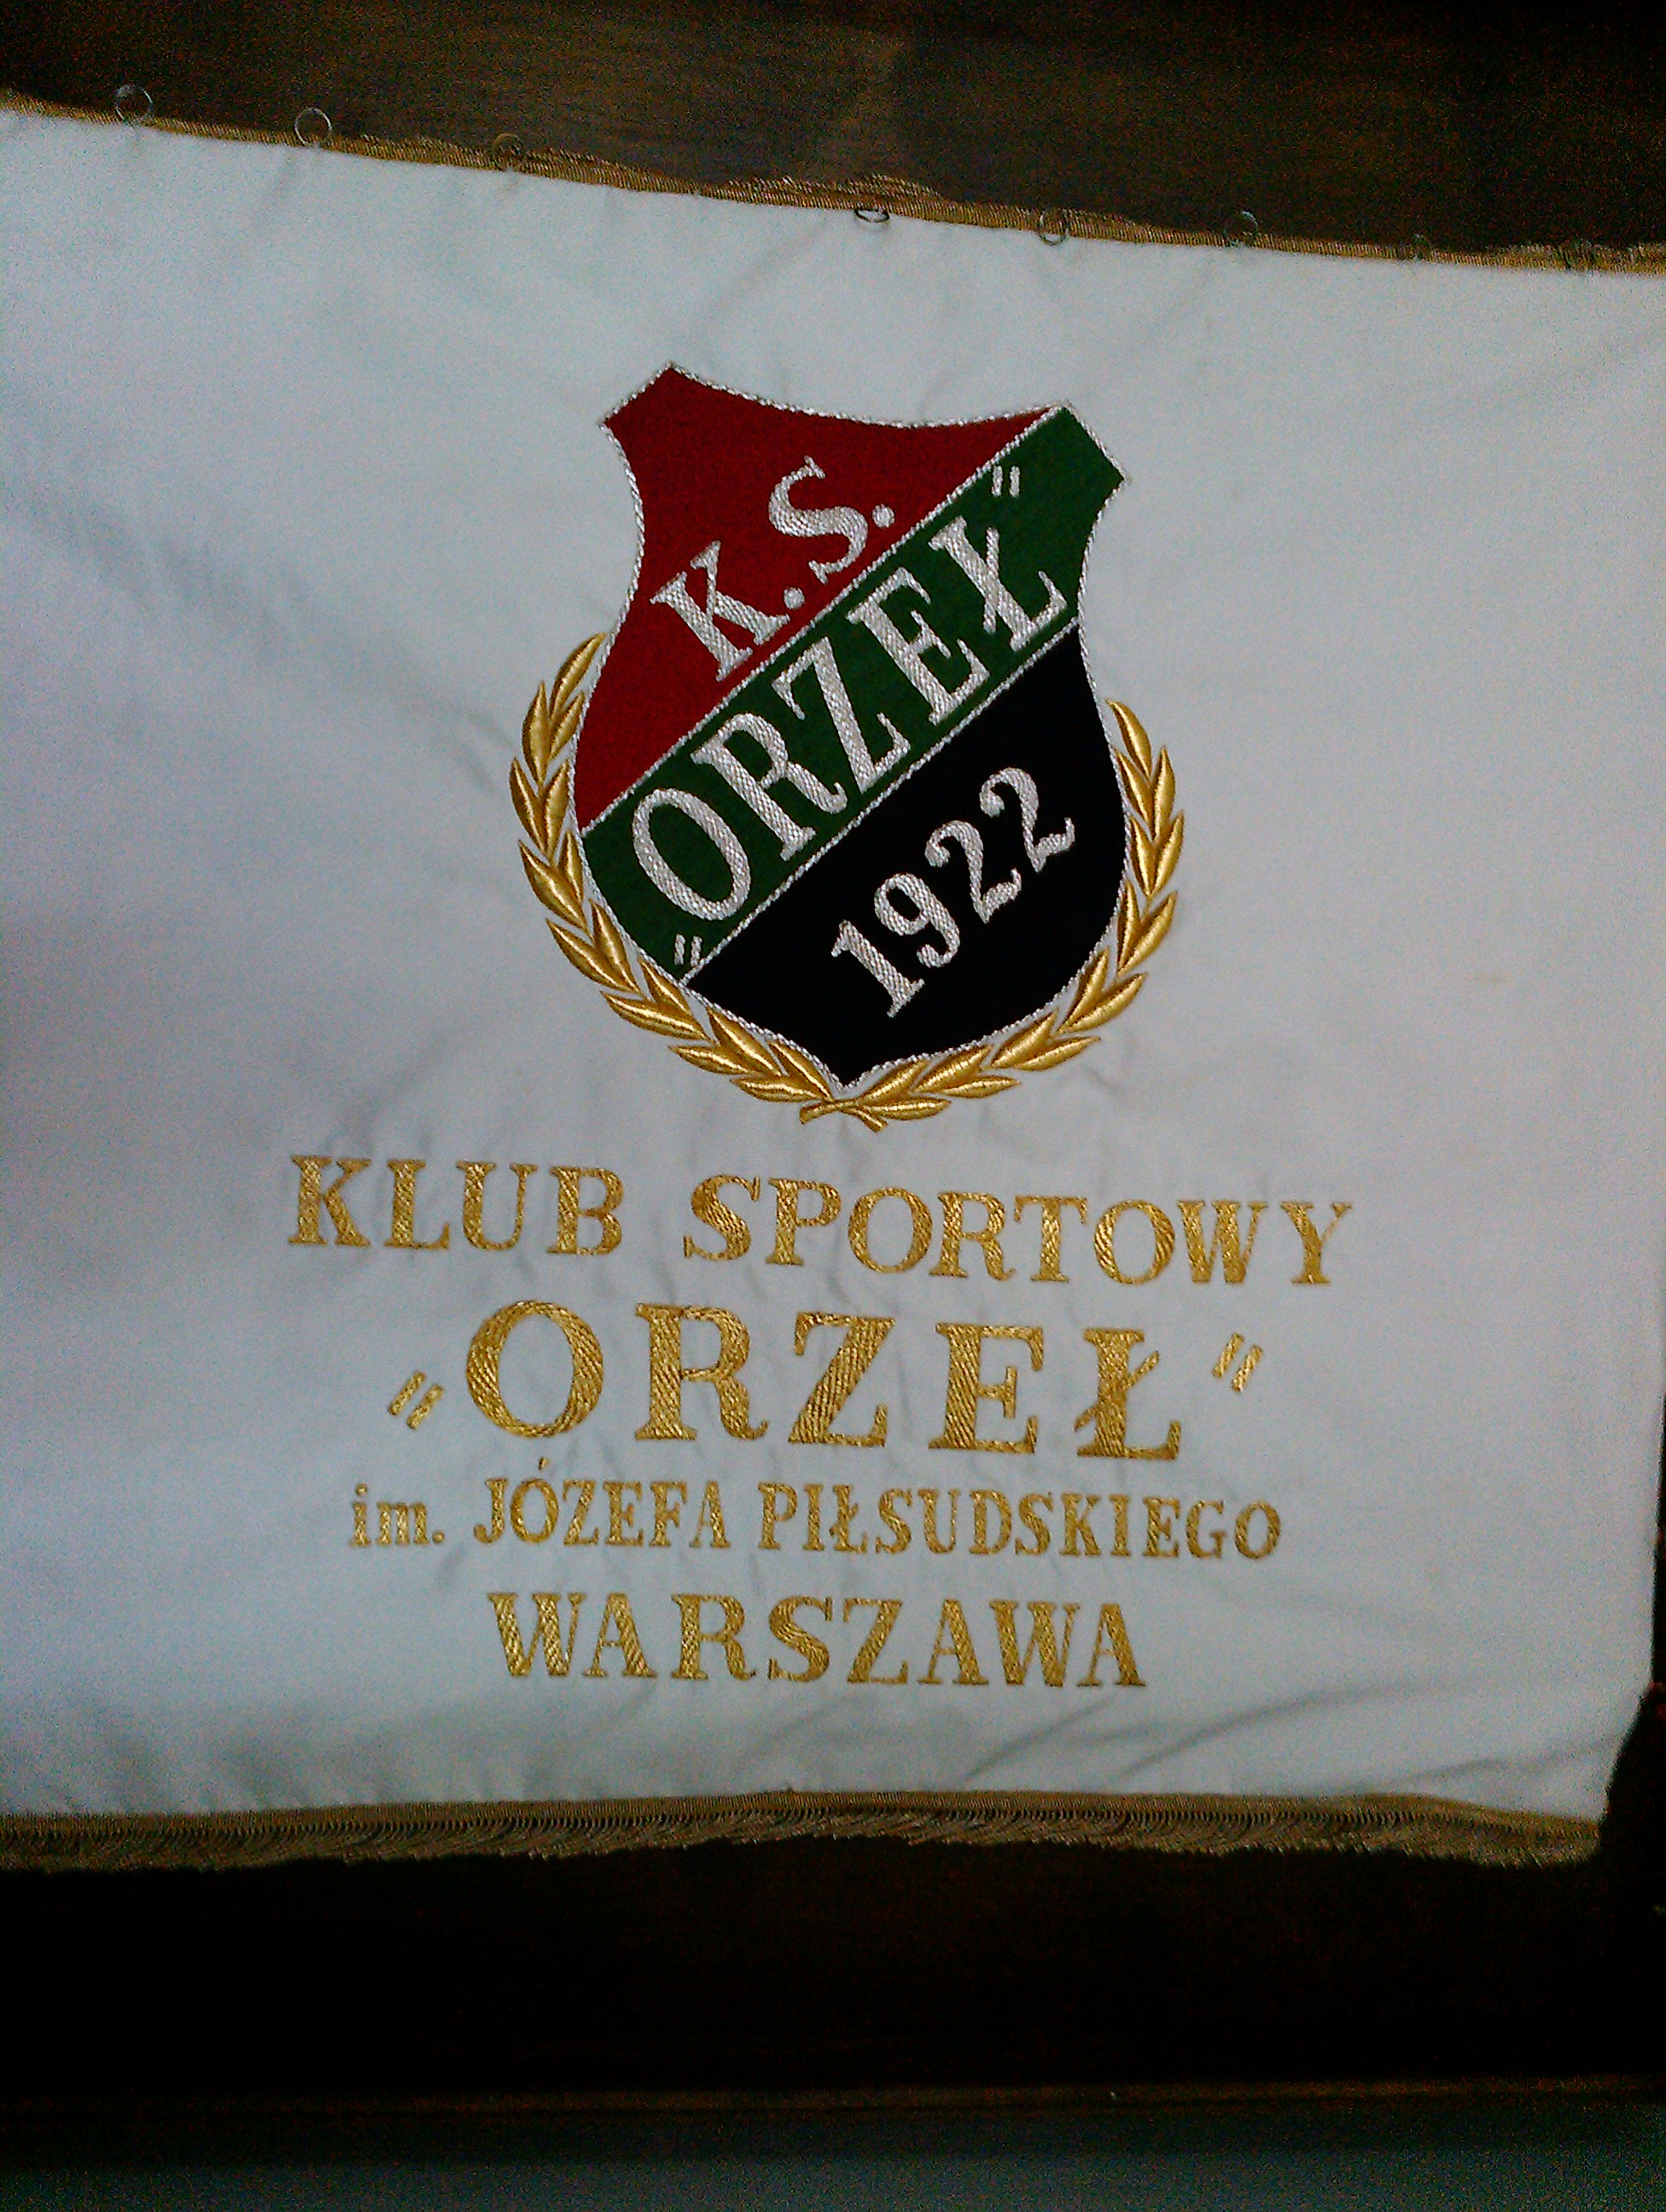 K.S.
„ORZEŁ"
1922
KLUB SPORTOWY
„ORZEŁ"
im. JÓZEFA PIŁSUDSKIEGO
WARSZAWA